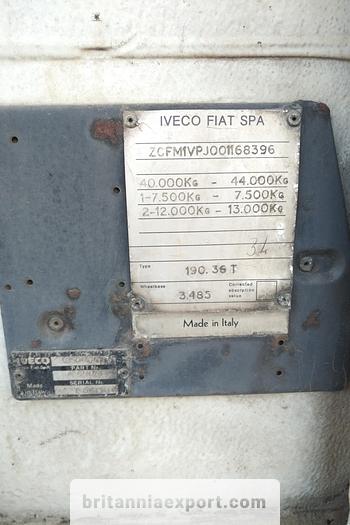 IVECO FIAT SPA
ZCFM1VPJ001168396
40.000KG - 44.000KG
1-7.500KG - 7.500KG
2-12.000KG - 13.000KG
34
Type 190.36 T
Wheelbase 3.485 Corrected absorption value
Made in Italy
IVECO
PART No.
Made
SERIAL No.
britanniaexport.com